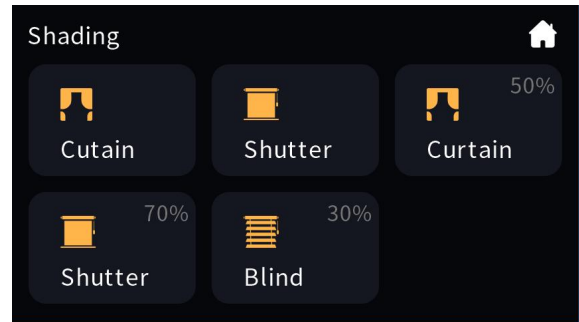 Shading
50%
Cutain Shutter Curtain
70% 30%
Shutter Blind